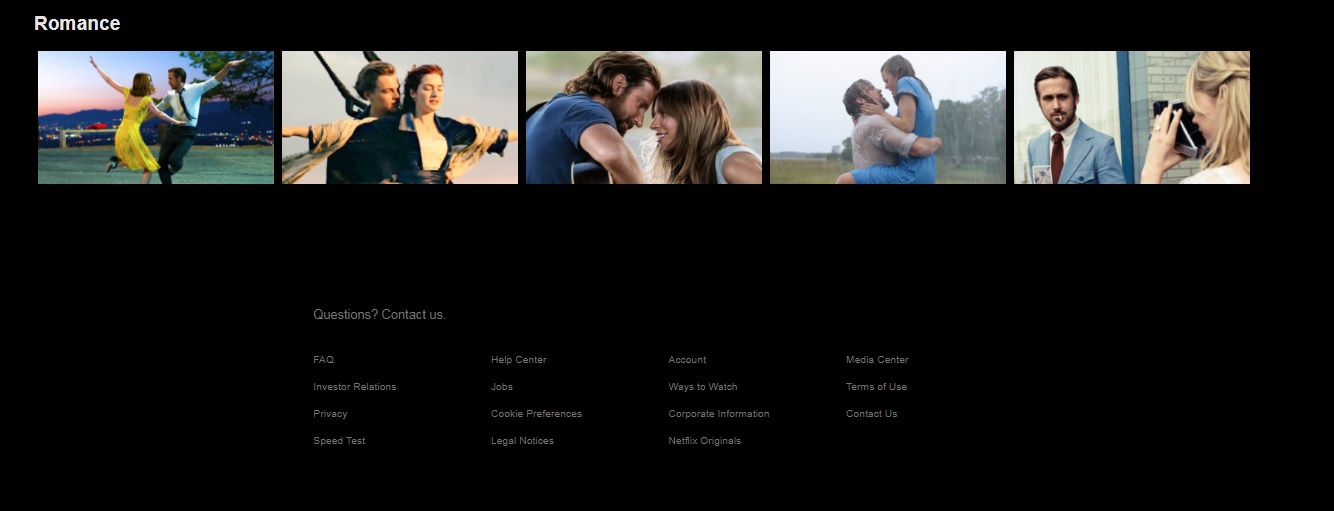 Romance
Questions? Contact us.
FAQ Help Center Account Media Center
Investor Relations Jobs Ways to Watch Terms of Use
Privacy Cookie Preferences Corporate Information Contact Us
Speed Test Legal Notices Netflix Originals